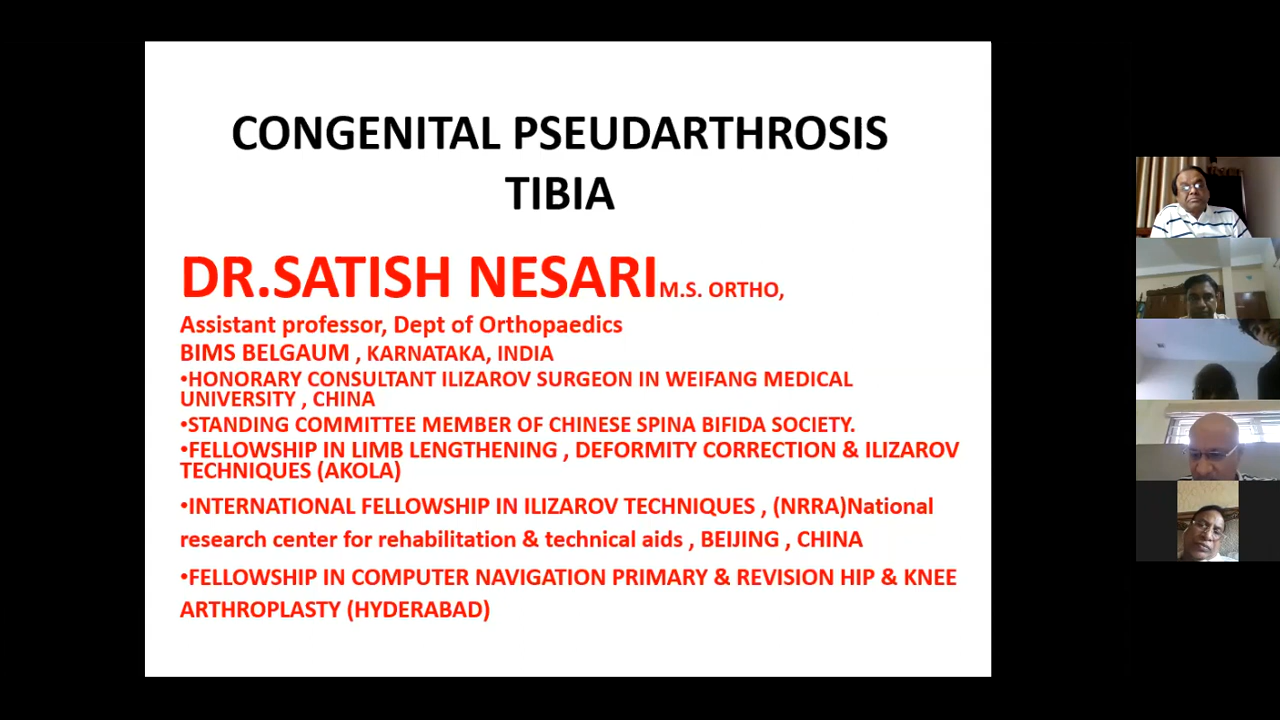 CONGENITAL PSEUDARTHROSIS
TIBIA
DR.SATISH NESARI M.S. ORTHO,
Assistant professor, Dept of Orthopaedics
BIMS BELGAUM , KARNATAKA, INDIA
•HONORARY CONSULTANT ILIZAROV SURGEON IN WEIFANG MEDICAL
UNIVERSITY , CHINA
•STANDING COMMITTEE MEMBER OF CHINESE SPINA BIFIDA SOCIETY.
•FELLOWSHIP IN LIMB LENGTHENING , DEFORMITY CORRECTION & ILIZAROV
TECHNIQUES (AKOLA)
•INTERNATIONAL FELLOWSHIP IN ILIZAROV TECHNIQUES , (NRRA)National
research center for rehabilitation & technical aids , BEIJING , CHINA
•FELLOWSHIP IN COMPUTER NAVIGATION PRIMARY & REVISION HIP & KNEE
ARTHROPLASTY (HYDERABAD)